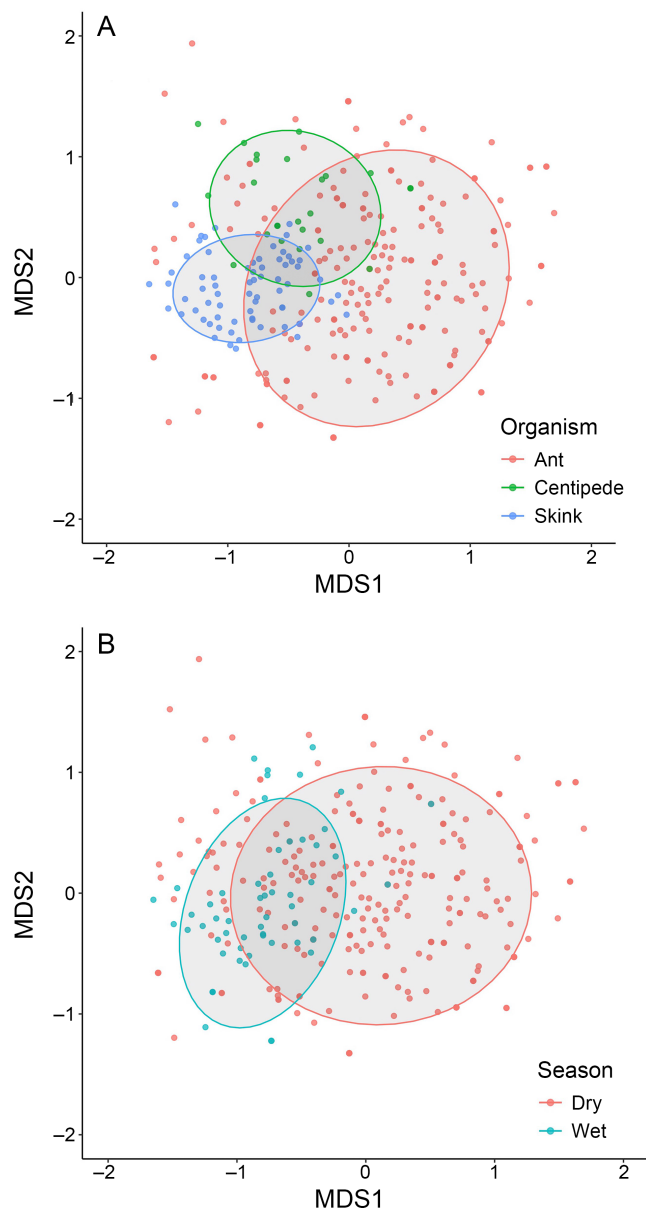 A
2
1
0
−1
−2
MDS2
Organism
Ant
Centipede
Skink
−2 −1 0 1 2
MDS1
B
2
1
0
−1
−2
MDS2
Season
Dry
Wet
−2 −1 0 1 2
MDS1